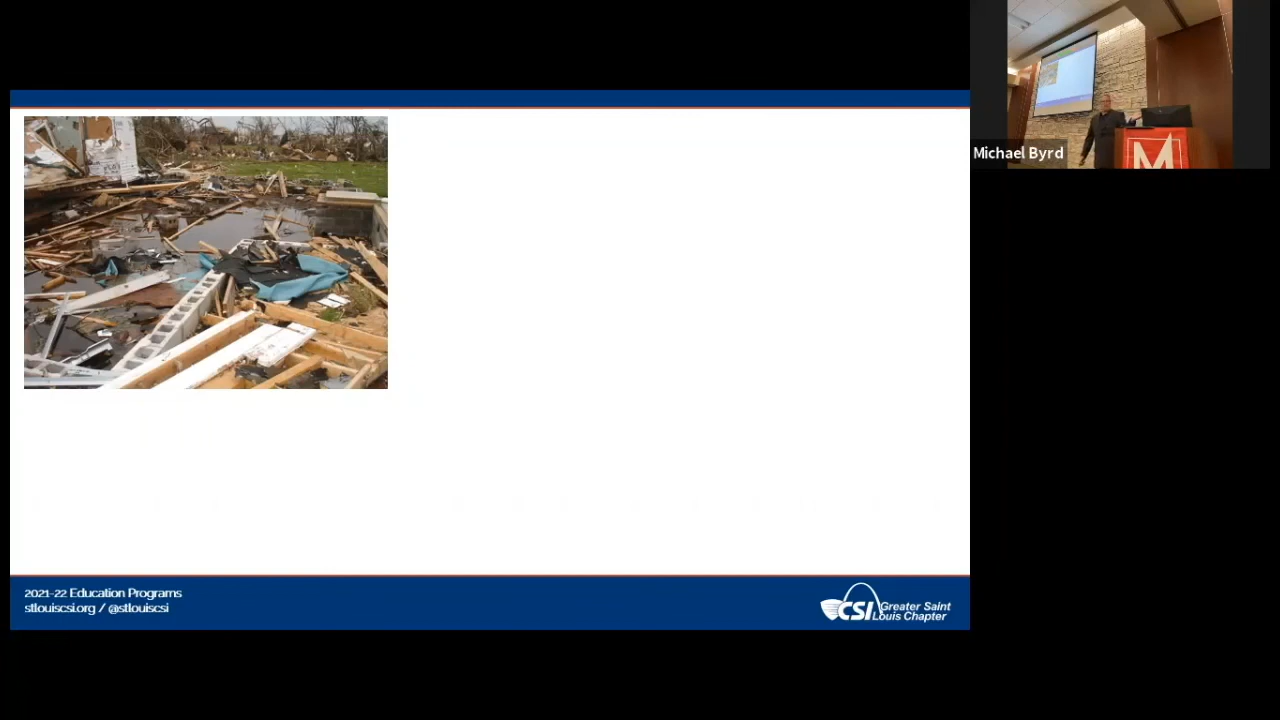 Michael Byrd
M
2021-22 Education Programs
stlouiscsi.org / @stlouiscsi
CSI Greater Saint
Louis Chapter